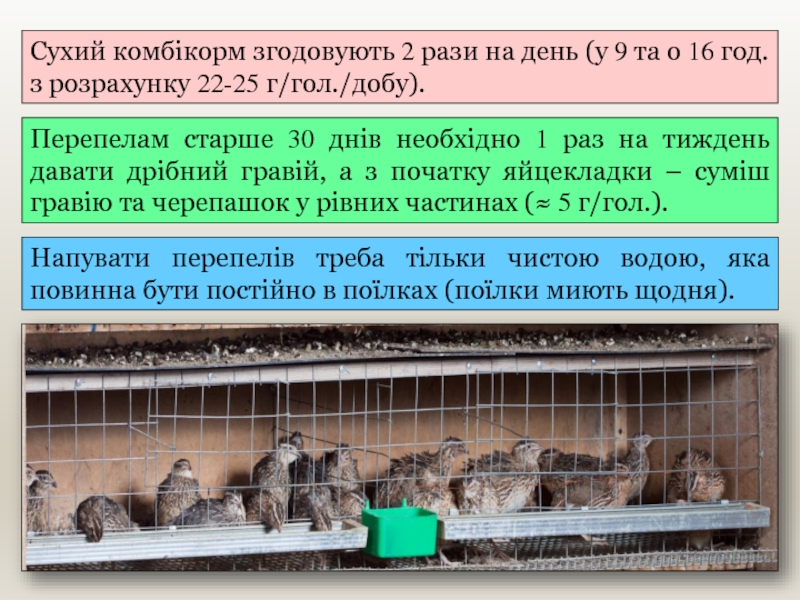 Сухий комбікорм згодовують 2 рази на день (у 9 та о 16 год.
з розрахунку 22-25 г/гол./добу).
Перепелам старше 30 днів необхідно 1 раз на тиждень
давати дрібний гравій, а з початку яйцекладки – суміш
гравію та черепашок у рівних частинах (≈ 5 г/гол.).
Напувати перепелів треба тільки чистою водою, яка
повинна бути постійно в поїлках (поїлки миють щодня).